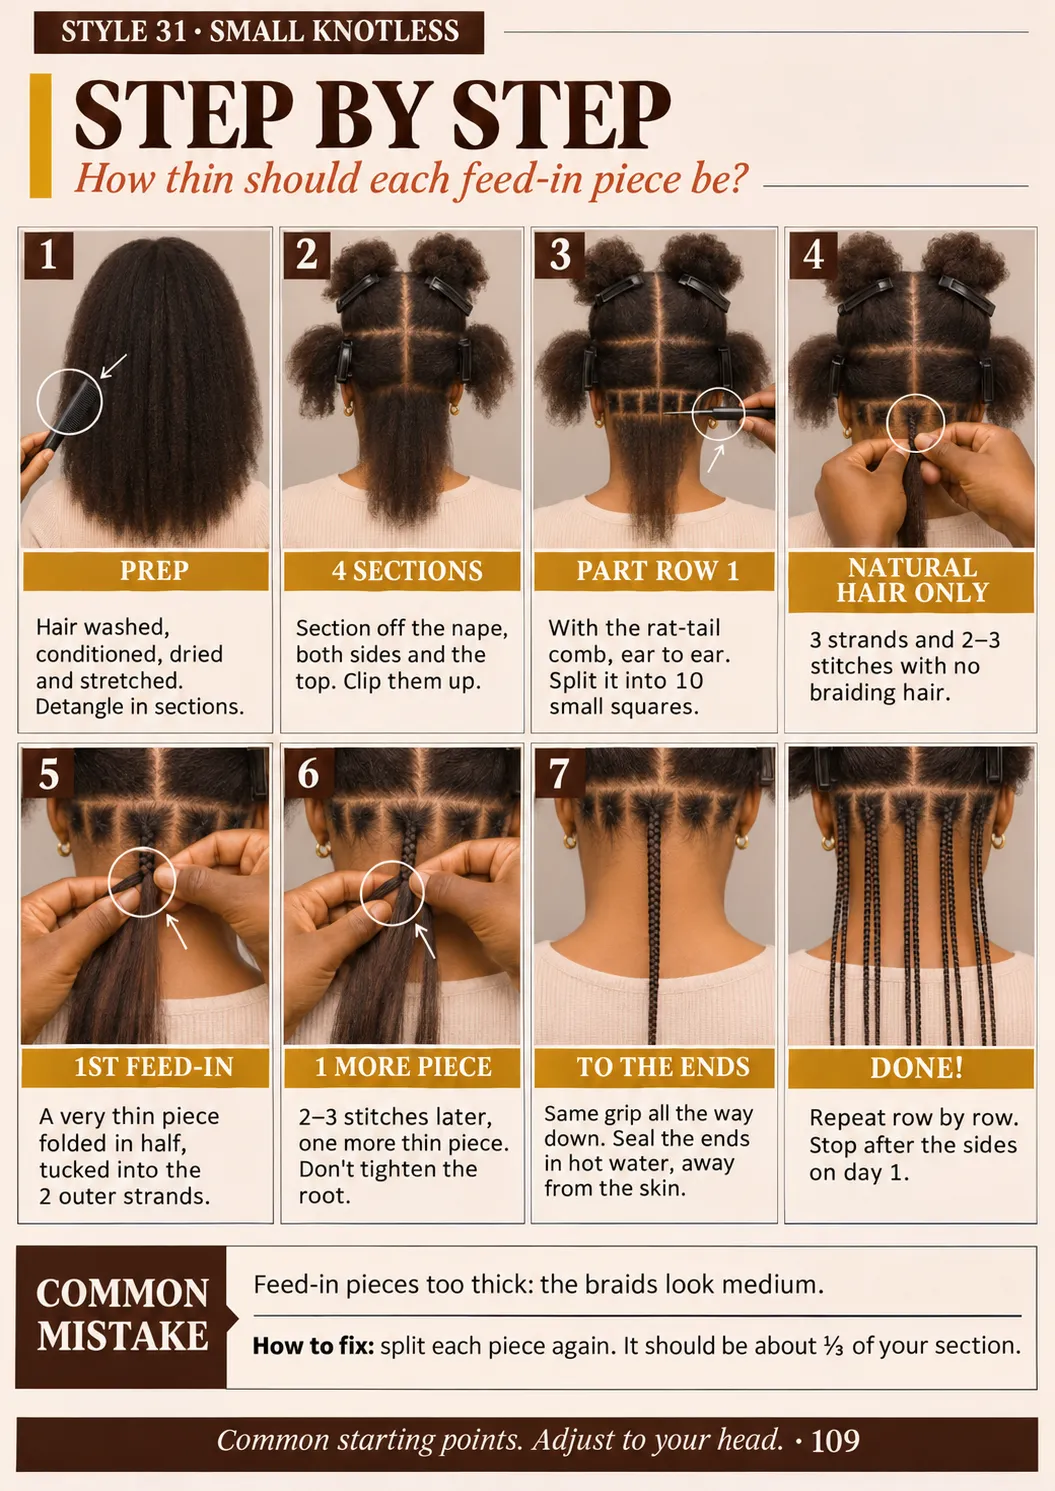 STYLE 31 · SMALL KNOTLESS
STEP BY STEP
How thin should each feed-in piece be?
1
PREP
Hair washed,
conditioned, dried
and stretched.
Detangle in sections.
2
4 SECTIONS
Section off the nape,
both sides and the
top. Clip them up.
3
PART ROW 1
With the rat-tail
comb, ear to ear.
Split it into 10
small squares.
4
NATURAL
HAIR ONLY
3 strands and 2–3
stitches with no
braiding hair.
5
1ST FEED-IN
A very thin piece
folded in half,
tucked into the
2 outer strands.
6
1 MORE PIECE
2–3 stitches later,
one more thin piece.
Don't tighten the
root.
7
TO THE ENDS
Same grip all the way
down. Seal the ends
in hot water, away
from the skin.
DONE!
Repeat row by row.
Stop after the sides
on day 1.
COMMON
MISTAKE
Feed-in pieces too thick: the braids look medium.
How to fix: split each piece again. It should be about ⅓ of your section.
Common starting points. Adjust to your head. · 109